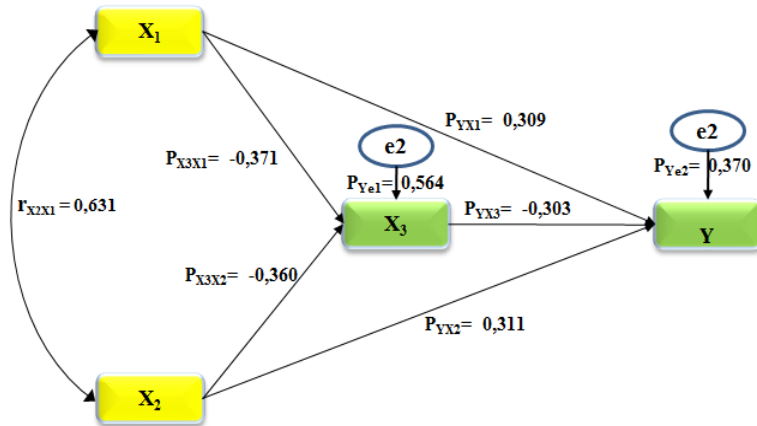 X1
e2
e2
PYX1= 0,309
PX3X1= -0,371
PYe1= 0,564
PYe2= 0,370
rX2X1 = 0,631
X3
PYX3= -0,303
Y
PX3X2= -0,360
PYX2= 0,311
X2